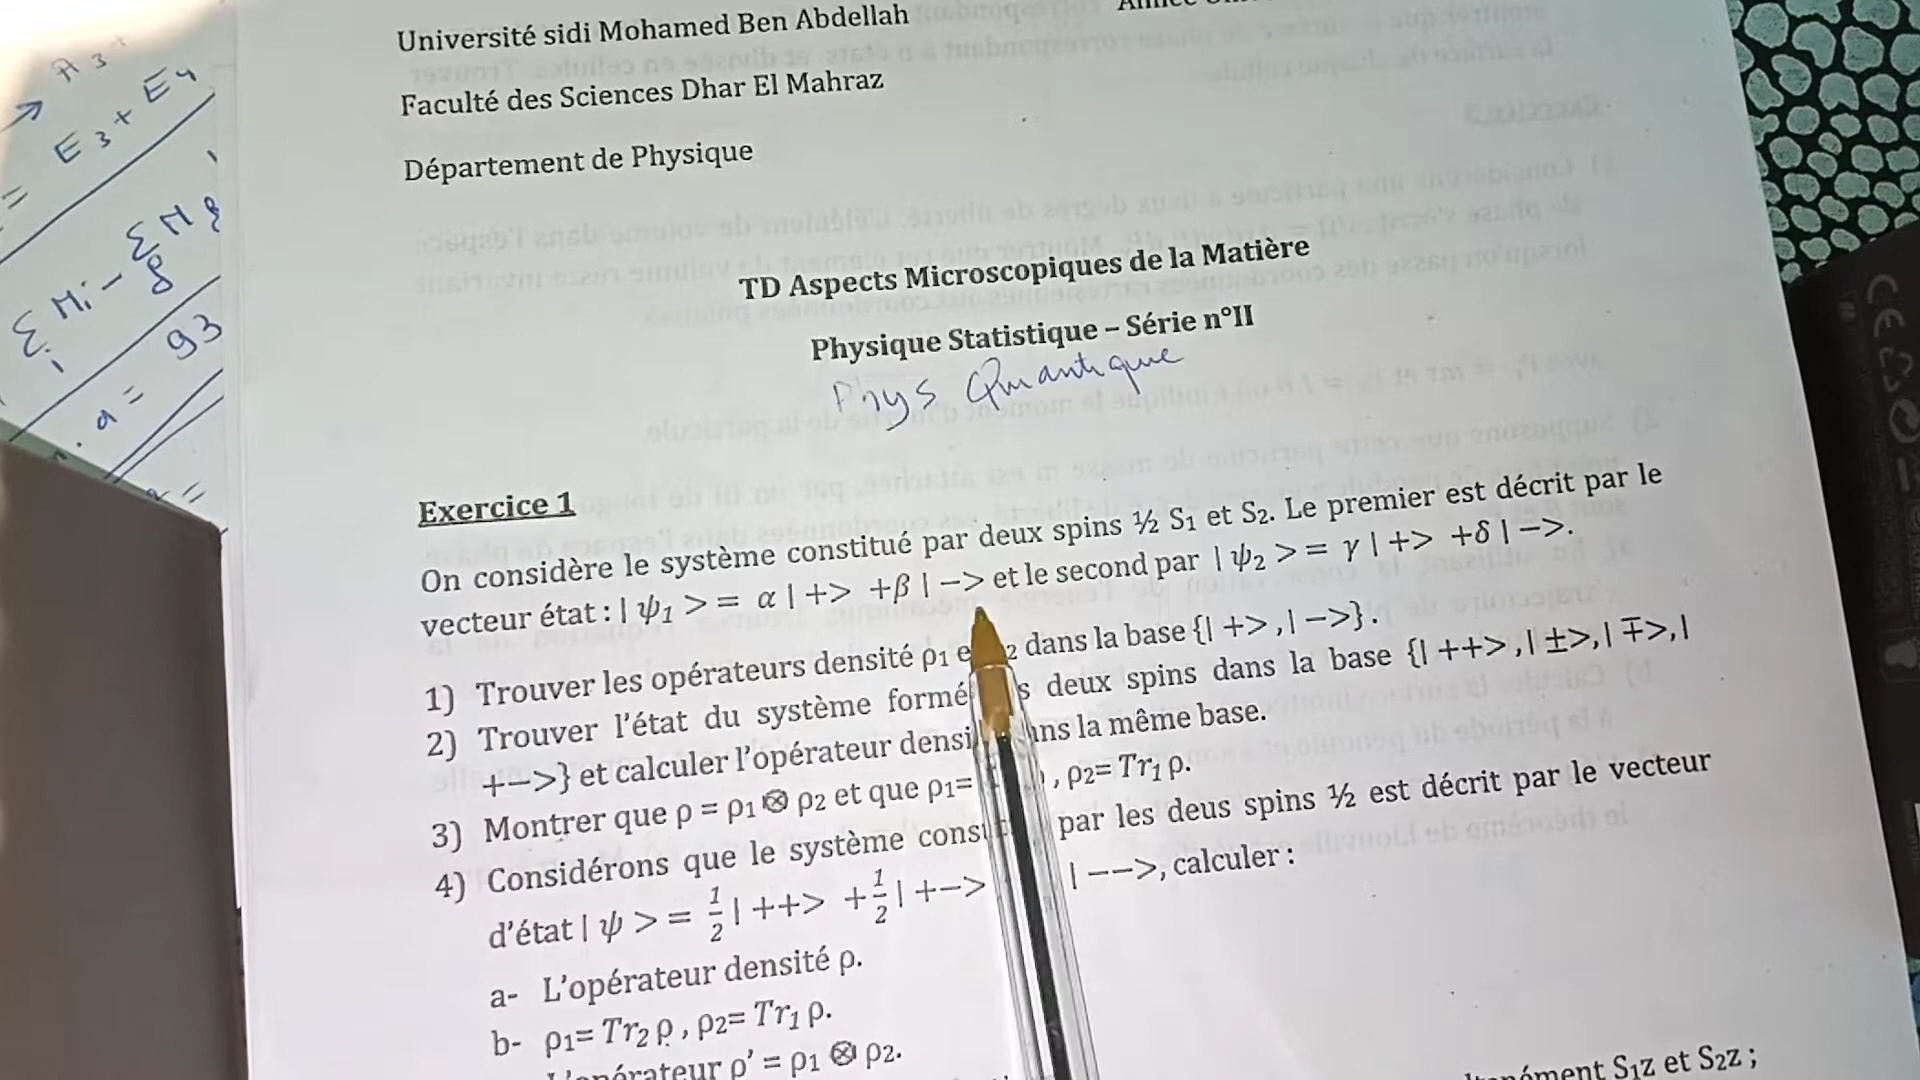 Université sidi Mohamed Ben Abdellah
Faculté des Sciences Dhar El Mahraz
Département de Physique
TD Aspects Microscopiques de la Matière
Physique Statistique – Série n°II
Phys Quantique
Exercice 1
On considère le système constitué par deux spins ½ S₁ et S₂. Le premier est décrit par le
vecteur état : | ψ₁ > = α | +> +β | −> et le second par | ψ₂ > = γ | +> +δ | −>.
1) Trouver les opérateurs densité ρ₁ ₂ dans la base {| +> ,| −>}.
2) Trouver l'état du système formé deux spins dans la base {| ++> ,| ±>,| ∓>, |
+−>} et calculer l'opérateur la même base.
3) Montrer que ρ = ρ₁ ⊗ ρ₂ et que ρ₁= , ρ₂= Tr₁ ρ.
4) Considérons que le système par les deus spins ½ est décrit par le vecteur
d'état | ψ > = 1/2 | ++> + 1/2 | +−> | −−>, calculer :
a- L'opérateur densité ρ.
b- ρ₁= Tr₂ ρ , ρ₂= Tr₁ ρ.
ρ' = ρ₁ ⊗ ρ₂.
S₁z et S₂z ;
→ A 3
= E 3 + E 4
Σ Mi - Σ M 8
a = 93